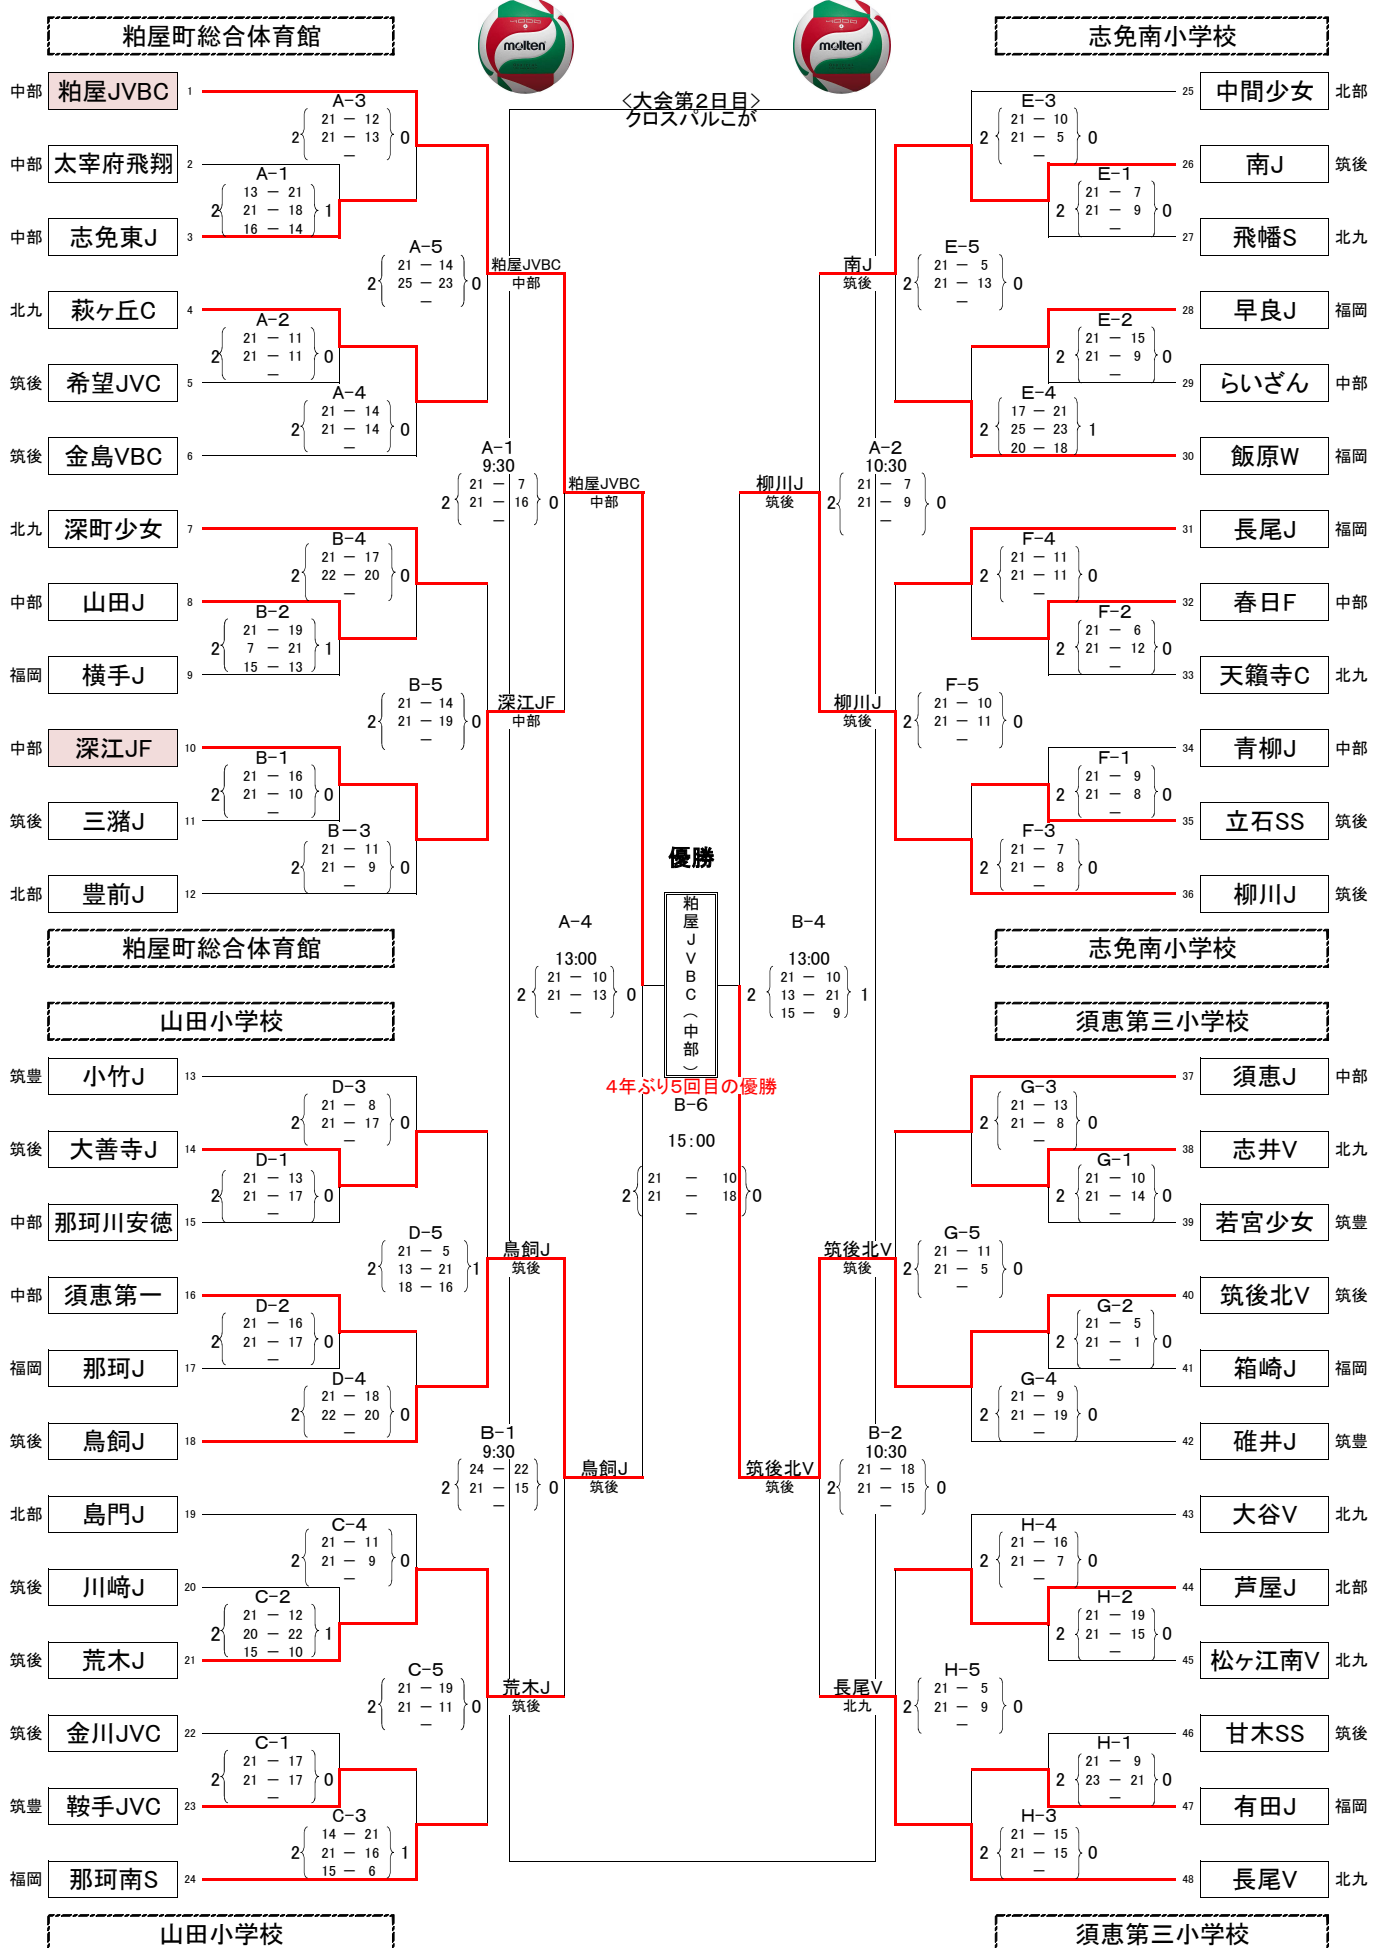 粕屋町総合体育館
molten
molten
志免南小学校
<大会第2日目>
クロスパルこが
中部 粕屋JVBC 1
A-3
2 21 － 12 0
21 － 13
－
中部 太宰府飛翔 2
A-1
13 － 21
2 21 － 18 1
16 － 14
中部 志免東J 3
A-5
2 21 － 14 0
25 － 23
－
粕屋JVBC
中部
北九 萩ヶ丘C 4
A-2
21 － 11
2 21 － 11 0
－
筑後 希望JVC 5
A-4
21 － 14
2 21 － 14 0
－
筑後 金島VBC 6
A-1
9:30
21 － 7
2 21 － 16 0
－
粕屋JVBC
中部
北九 深町少女 7
B-4
21 － 17
2 22 － 20 0
－
中部 山田J 8
B-2
21 － 19
2 7 － 21 1
15 － 13
福岡 横手J 9
B-5
21 － 14
2 21 － 19 0
－
深江JF
中部
中部 深江JF 10
B-1
21 － 16
2 21 － 10 0
－
筑後 三潴J 11
B－3
21 － 11
2 21 － 9 0
－
北部 豊前J 12
粕屋町総合体育館
A-4
13:00
21 － 10
2 21 － 13 0
－
25 中間少女 北部
E-3
21 － 10
2 21 － 5 0
－
26 南J 筑後
E-1
21 － 7
2 21 － 9 0
－
27 飛幡S 北九
南J
筑後
E-5
21 － 5
2 21 － 13 0
－
28 早良J 福岡
E-2
21 － 15
2 21 － 9 0
－
29 らいざん 中部
E-4
17 － 21
2 25 － 23 1
20 － 18
30 飯原W 福岡
柳川J
筑後
A-2
10:30
21 － 7
2 21 － 9 0
－
31 長尾J 福岡
F-4
21 － 11
2 21 － 11 0
－
32 春日F 中部
F-2
21 － 6
2 21 － 12 0
－
33 天籟寺C 北九
柳川J
筑後
F-5
21 － 10
2 21 － 11 0
－
34 青柳J 中部
F-1
21 － 9
2 21 － 8 0
－
35 立石SS 筑後
F-3
21 － 7
2 21 － 8 0
－
36 柳川J 筑後
志免南小学校
B-4
13:00
21 － 10
2 13 － 21 1
15 － 9
優勝
粕屋JVBC（中部）
4年ぶり5回目の優勝
B-6
15:00
21 － 10
2 21 － 18 0
－
山田小学校
筑豊 小竹J 13
D-3
21 － 8
2 21 － 17 0
－
筑後 大善寺J 14
D-1
21 － 13
2 21 － 17 0
－
中部 那珂川安徳 15
D-5
21 － 5
2 13 － 21 1
18 － 16
鳥飼J
筑後
中部 須恵第一 16
D-2
21 － 16
2 21 － 17 0
－
福岡 那珂J 17
D-4
21 － 18
2 22 － 20 0
－
筑後 鳥飼J 18
B-1
9:30
24 － 22
2 21 － 15 0
－
鳥飼J
筑後
北部 島門J 19
C-4
21 － 11
2 21 － 9 0
－
筑後 川﨑J 20
C-2
21 － 12
2 20 － 22 1
15 － 10
筑後 荒木J 21
C-5
21 － 19
2 21 － 11 0
－
荒木J
筑後
筑後 金川JVC 22
C-1
21 － 17
2 21 － 17 0
－
筑豊 鞍手JVC 23
C-3
14 － 21
2 21 － 16 1
15 － 6
福岡 那珂南S 24
山田小学校
須恵第三小学校
37 須恵J 中部
G-3
21 － 13
2 21 － 8 0
－
38 志井V 北九
G-1
21 － 10
2 21 － 14 0
－
39 若宮少女 筑豊
筑後北V
筑後
G-5
21 － 11
2 21 － 5 0
－
40 筑後北V 筑後
G-2
21 － 5
2 21 － 1 0
－
41 箱崎J 福岡
G-4
21 － 9
2 21 － 19 0
－
42 碓井J 筑豊
筑後北V
筑後
B-2
10:30
21 － 18
2 21 － 15 0
－
43 大谷V 北九
H-4
21 － 16
2 21 － 7 0
－
44 芦屋J 北部
H-2
21 － 19
2 21 － 15 0
－
45 松ヶ江南V 北九
長尾V
北九
H-5
21 － 5
2 21 － 9 0
－
46 甘木SS 筑後
H-1
21 － 9
2 23 － 21 0
47 有田J 福岡
H-3
21 － 15
2 21 － 15 0
－
48 長尾V 北九
須恵第三小学校